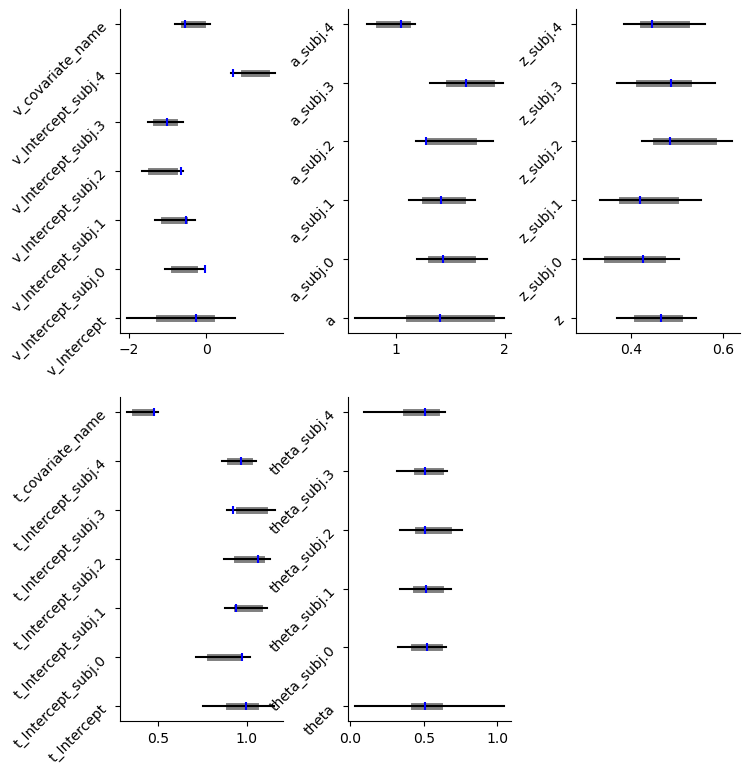 v_covariate_name
v_Intercept_subj.4
v_Intercept_subj.3
v_Intercept_subj.2
v_Intercept_subj.1
v_Intercept_subj.0
v_Intercept
−2 0
a_subj.4
a_subj.3
a_subj.2
a_subj.1
a_subj.0
a
1 2
z_subj.4
z_subj.3
z_subj.2
z_subj.1
z_subj.0
z
0.4 0.6
t_covariate_name
t_Intercept_subj.4
t_Intercept_subj.3
t_Intercept_subj.2
t_Intercept_subj.1
t_Intercept_subj.0
t_Intercept
0.5 1.0
theta_subj.4
theta_subj.3
theta_subj.2
theta_subj.1
theta_subj.0
theta
0.0 0.5 1.0